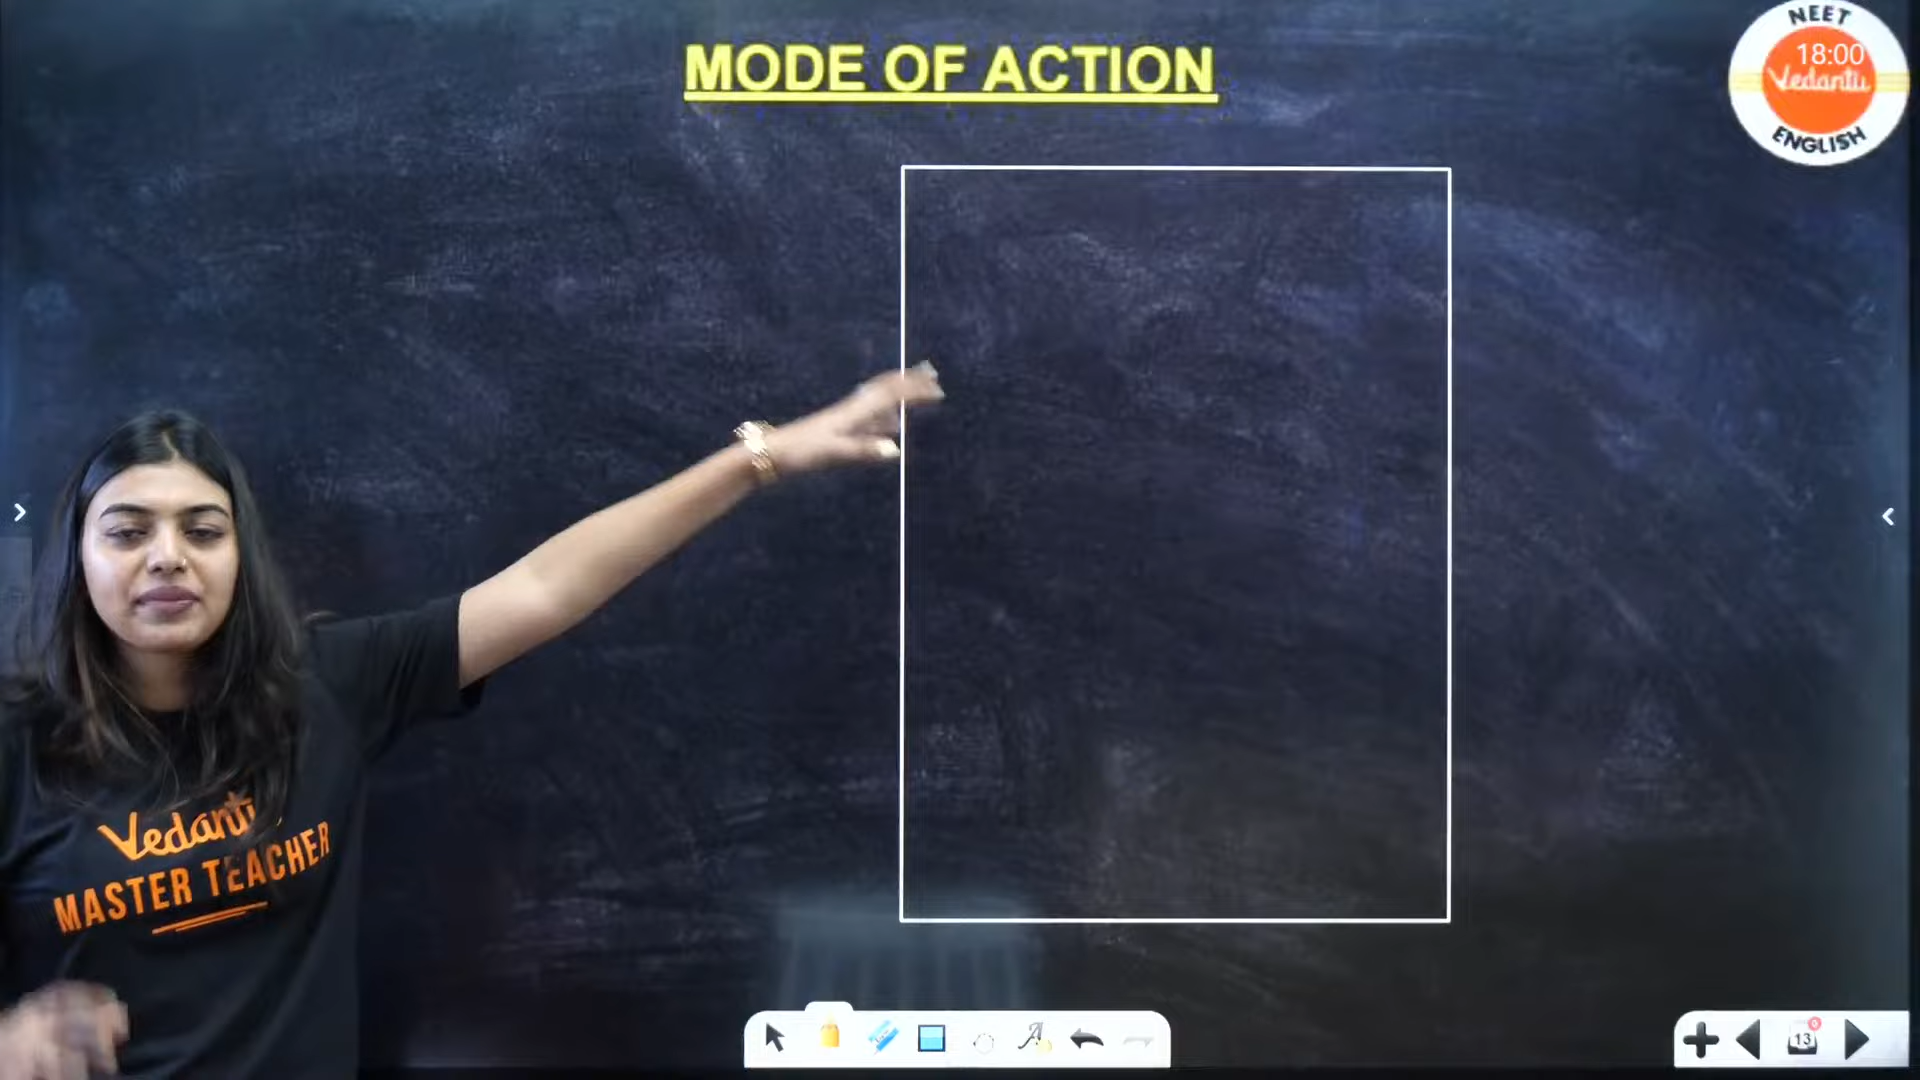 MODE OF ACTION
NEET
18:00
Vedantu
ENGLISH
Vedantu
MASTER TEACHER
13